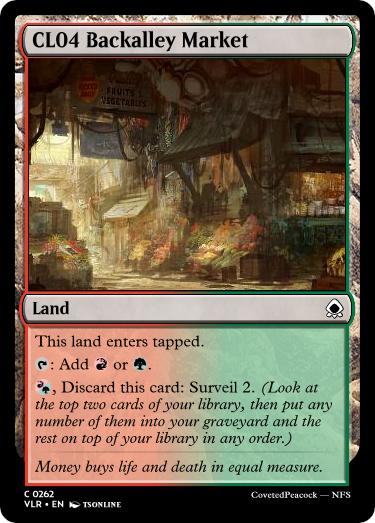 CL04 Backalley Market
FRUITS &
VEGETABLES
Land
This land enters tapped.
: Add or .
, Discard this card: Surveil 2. (Look at
the top two cards of your library, then put any
number of them into your graveyard and the
rest on top of your library in any order.)
Money buys life and death in equal measure.
C 0262
VLR • EN TSONLINE
CovetedPeacock — NFS